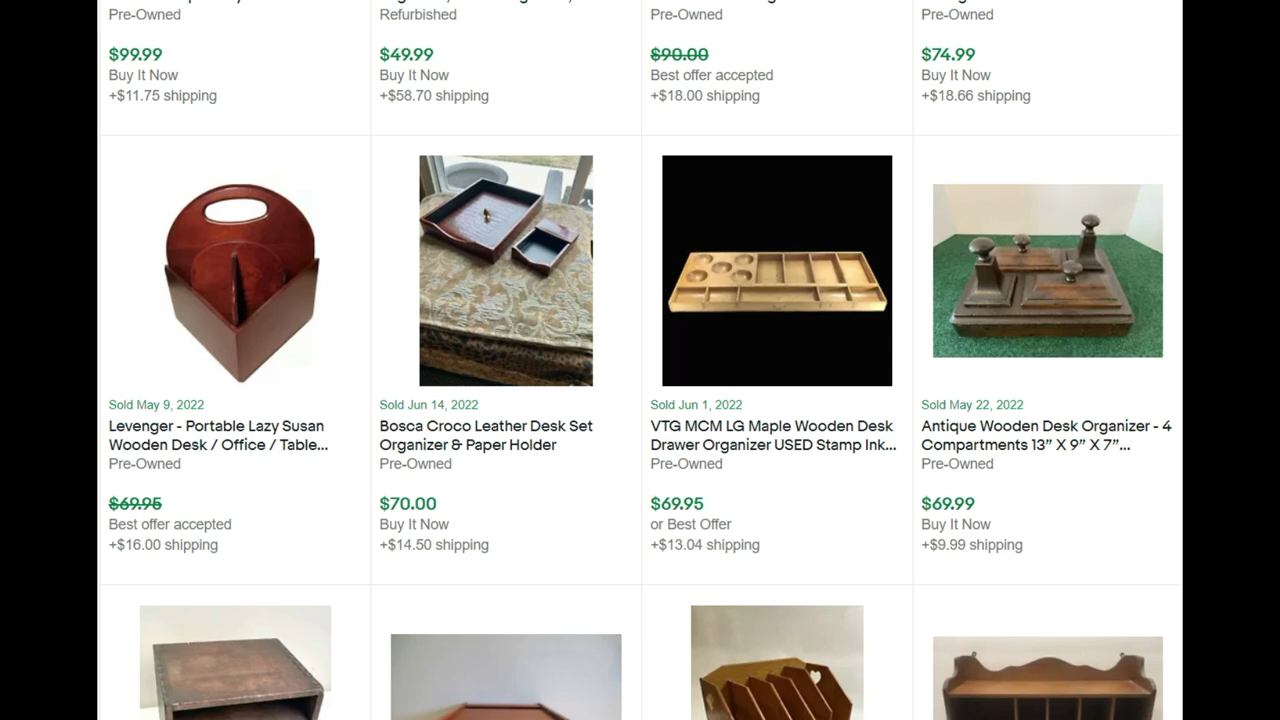 Pre-Owned
Refurbished
Pre-Owned
Pre-Owned
$99.99
Buy It Now
+$11.75 shipping
$49.99
Buy It Now
+$58.70 shipping
$90.00
Best offer accepted
+$18.00 shipping
$74.99
Buy It Now
+$18.66 shipping
Sold May 9, 2022
Levenger - Portable Lazy Susan
Wooden Desk / Office / Table...
Pre-Owned
$69.95
Best offer accepted
+$16.00 shipping
Sold Jun 14, 2022
Bosca Croco Leather Desk Set
Organizer & Paper Holder
Pre-Owned
$70.00
Buy It Now
+$14.50 shipping
Sold Jun 1, 2022
VTG MCM LG Maple Wooden Desk
Drawer Organizer USED Stamp Ink...
Pre-Owned
$69.95
or Best Offer
+$13.04 shipping
Sold May 22, 2022
Antique Wooden Desk Organizer - 4
Compartments 13” X 9” X 7”...
Pre-Owned
$69.99
Buy It Now
+$9.99 shipping